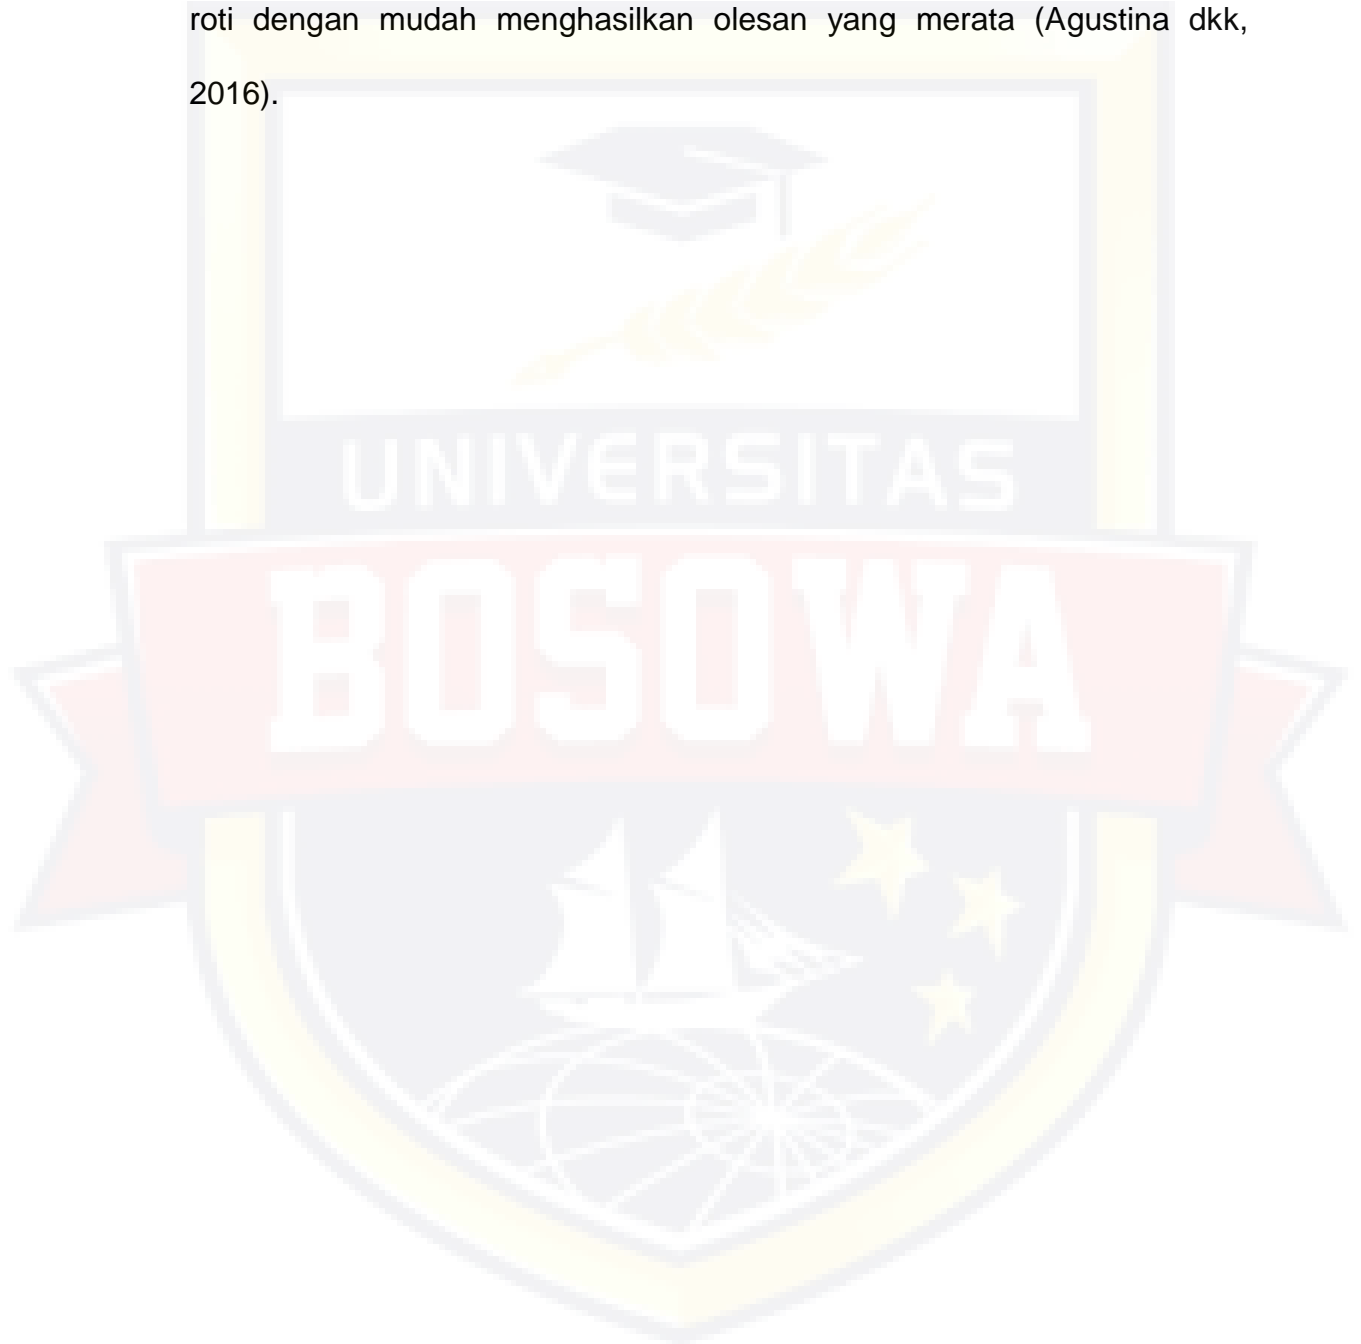 roti dengan mudah menghasilkan olesan yang merata (Agustina dkk,
2016).
UNIVERSITAS
BOSOWA